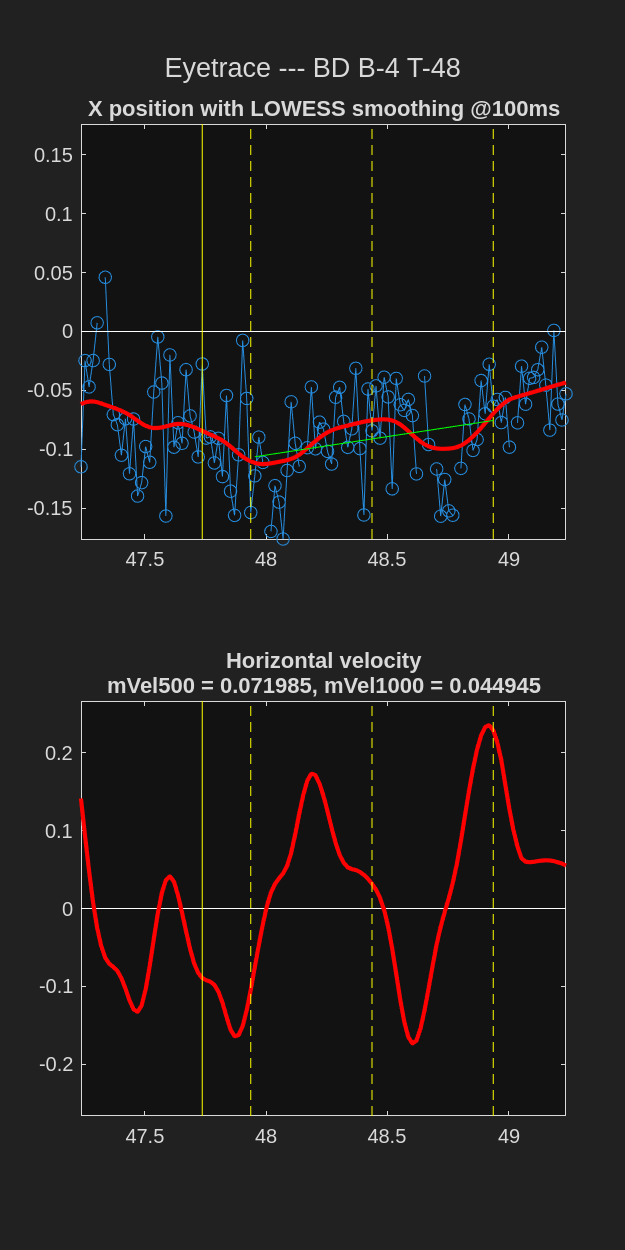 Eyetrace --- BD B-4 T-48
X position with LOWESS smoothing @100ms
0.15
0.1
0.05
0
-0.05
-0.1
-0.15
47.5 48 48.5 49
Horizontal velocity
mVel500 = 0.071985, mVel1000 = 0.044945
0.2
0.1
0
-0.1
-0.2
47.5 48 48.5 49